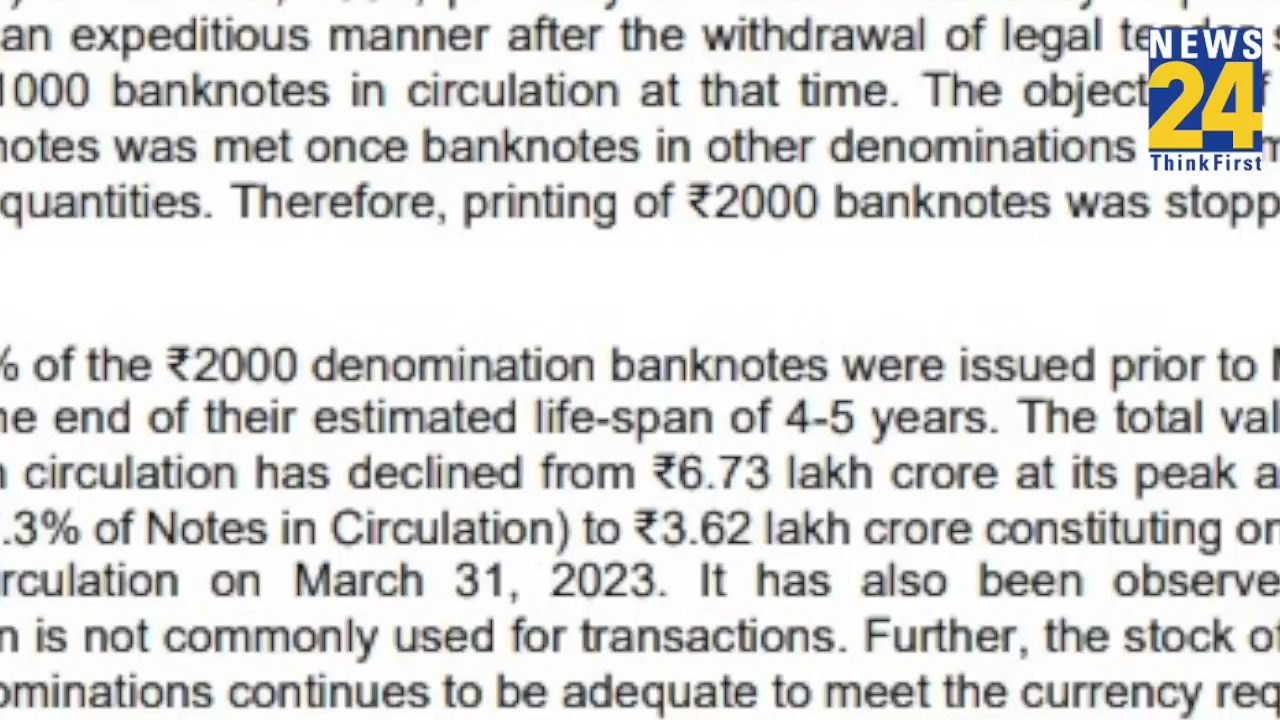 an expeditious manner after the withdrawal of legal
1000 banknotes in circulation at that time. The object
notes was met once banknotes in other denominations
quantities. Therefore, printing of ₹2000 banknotes was stopp
% of the ₹2000 denomination banknotes were issued prior to
he end of their estimated life-span of 4-5 years. The total val
n circulation has declined from ₹6.73 lakh crore at its peak a
.3% of Notes in Circulation) to ₹3.62 lakh crore constituting on
rculation on March 31, 2023. It has also been observe
n is not commonly used for transactions. Further, the stock of
ominations continues to be adequate to meet the currency req
NEWS
24
Think First